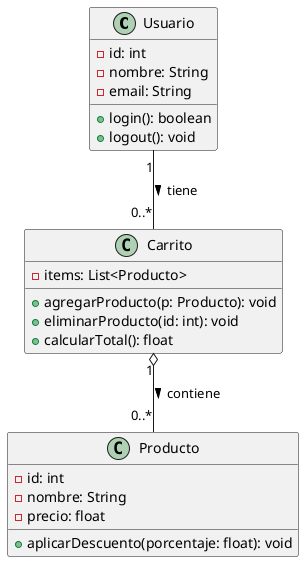 C Usuario
id: int
nombre: String
email: String
login(): boolean
logout(): void
1
tiene
0..*
C Carrito
items: List<Producto>
agregarProducto(p: Producto): void
eliminarProducto(id: int): void
calcularTotal(): float
1
contiene
0..*
C Producto
id: int
nombre: String
precio: float
aplicarDescuento(porcentaje: float): void